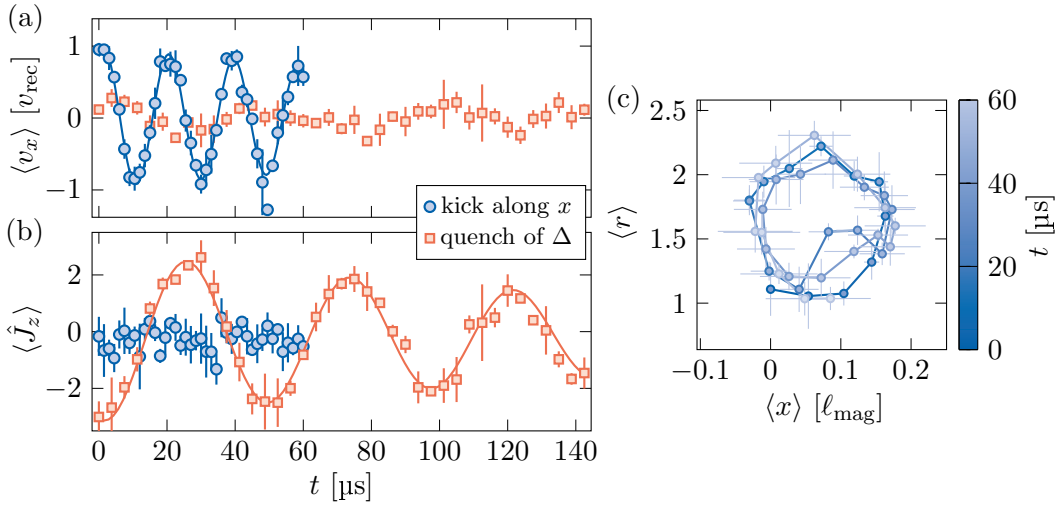 (a)
1
0
−1
⟨v_x⟩ [v_rec]
kick along x
quench of Δ
(b)
2
0
−2
⟨Ĵ_z⟩
0 20 40 60 80 100 120 140
t [µs]
(c)
2.5
2
1.5
1
⟨r⟩
−0.1 0 0.1 0.2
⟨x⟩ [ℓ_mag]
60
40
20
0
t [µs]